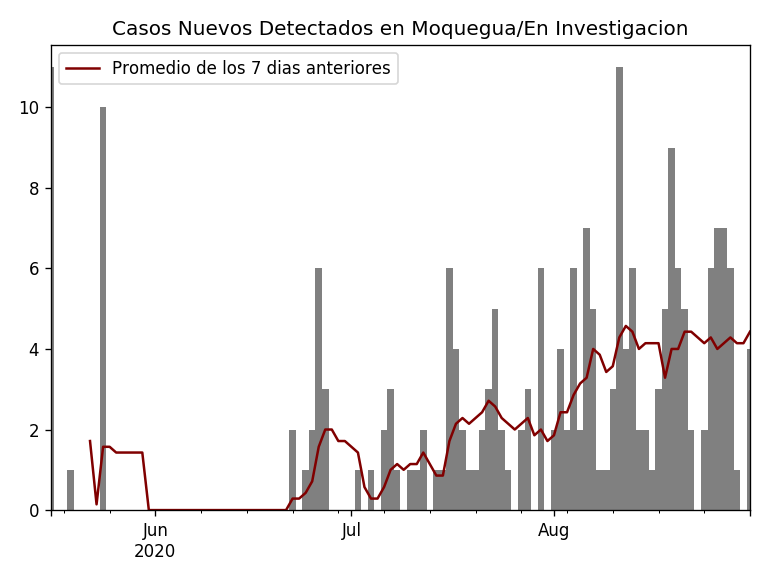 Casos Nuevos Detectados en Moquegua/En Investigacion
Promedio de los 7 dias anteriores
10
8
6
4
2
0
Jun
2020
Jul
Aug